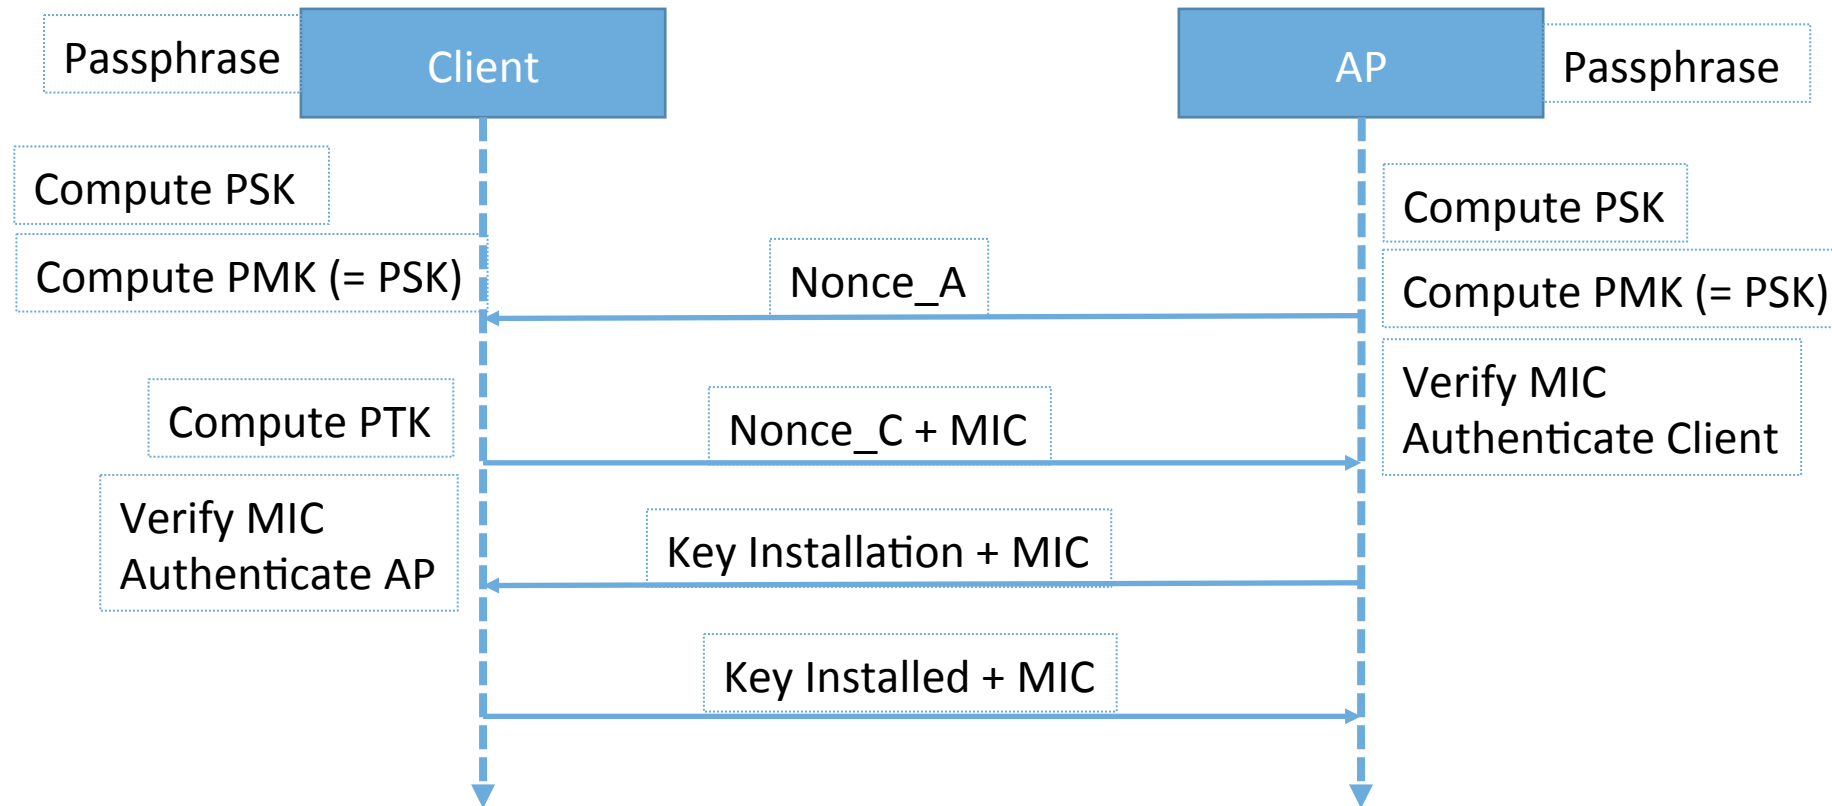 Passphrase
Client
AP
Passphrase
Compute PSK
Compute PSK
Compute PMK (= PSK)
Nonce_A
Compute PMK (= PSK)
Compute PTK
Nonce_C + MIC
Verify MIC
Authenticate Client
Verify MIC
Authenticate AP
Key Installation + MIC
Key Installed + MIC